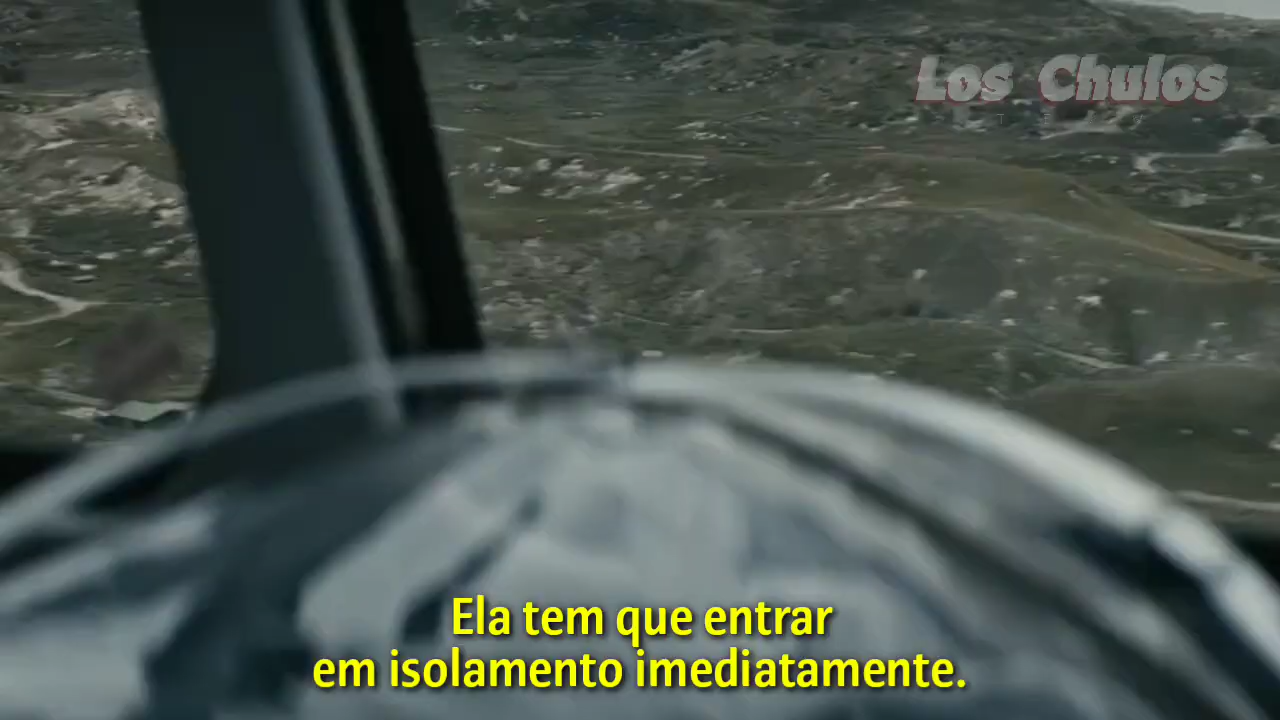 Los Chulos
Ela tem que entrar
em isolamento imediatamente.